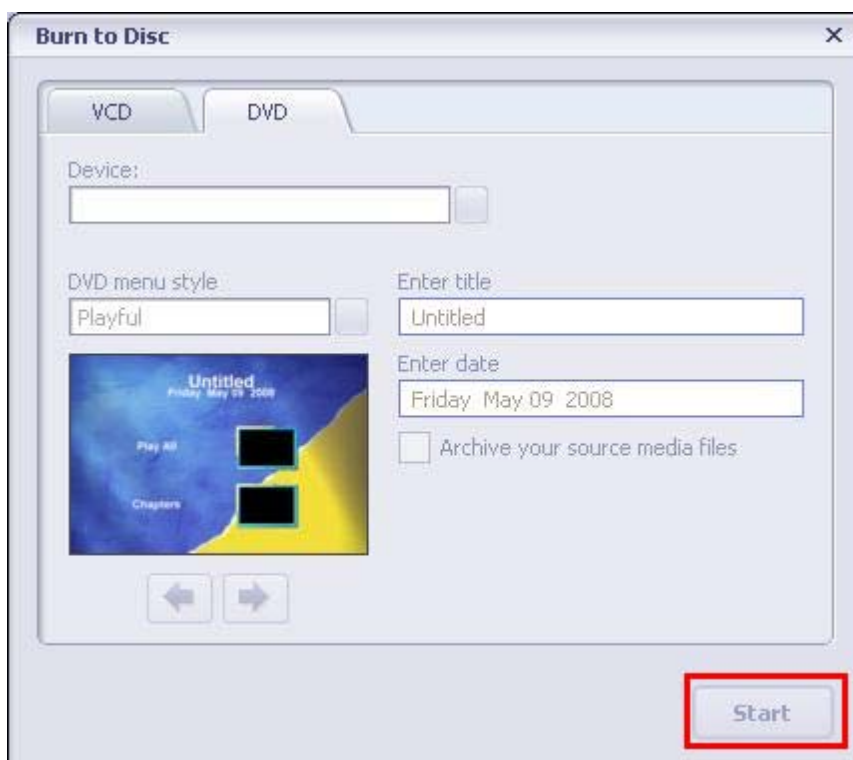 Burn to Disc
VCD
DVD
Device:
DVD menu style
Enter title
Playful
Untitled
Enter date
Friday May 09 2008
Archive your source media files
Untitled
Friday May 09 2008
Play All
Chapters
Start